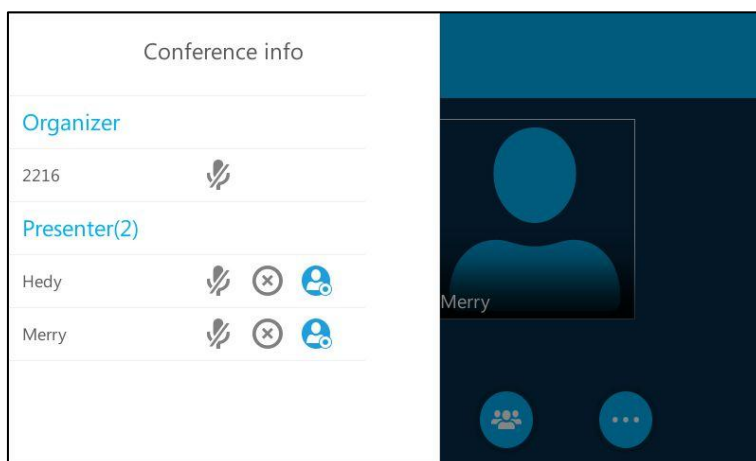 Conference info
Organizer
2216
Presenter(2)
Hedy
Merry
Merry